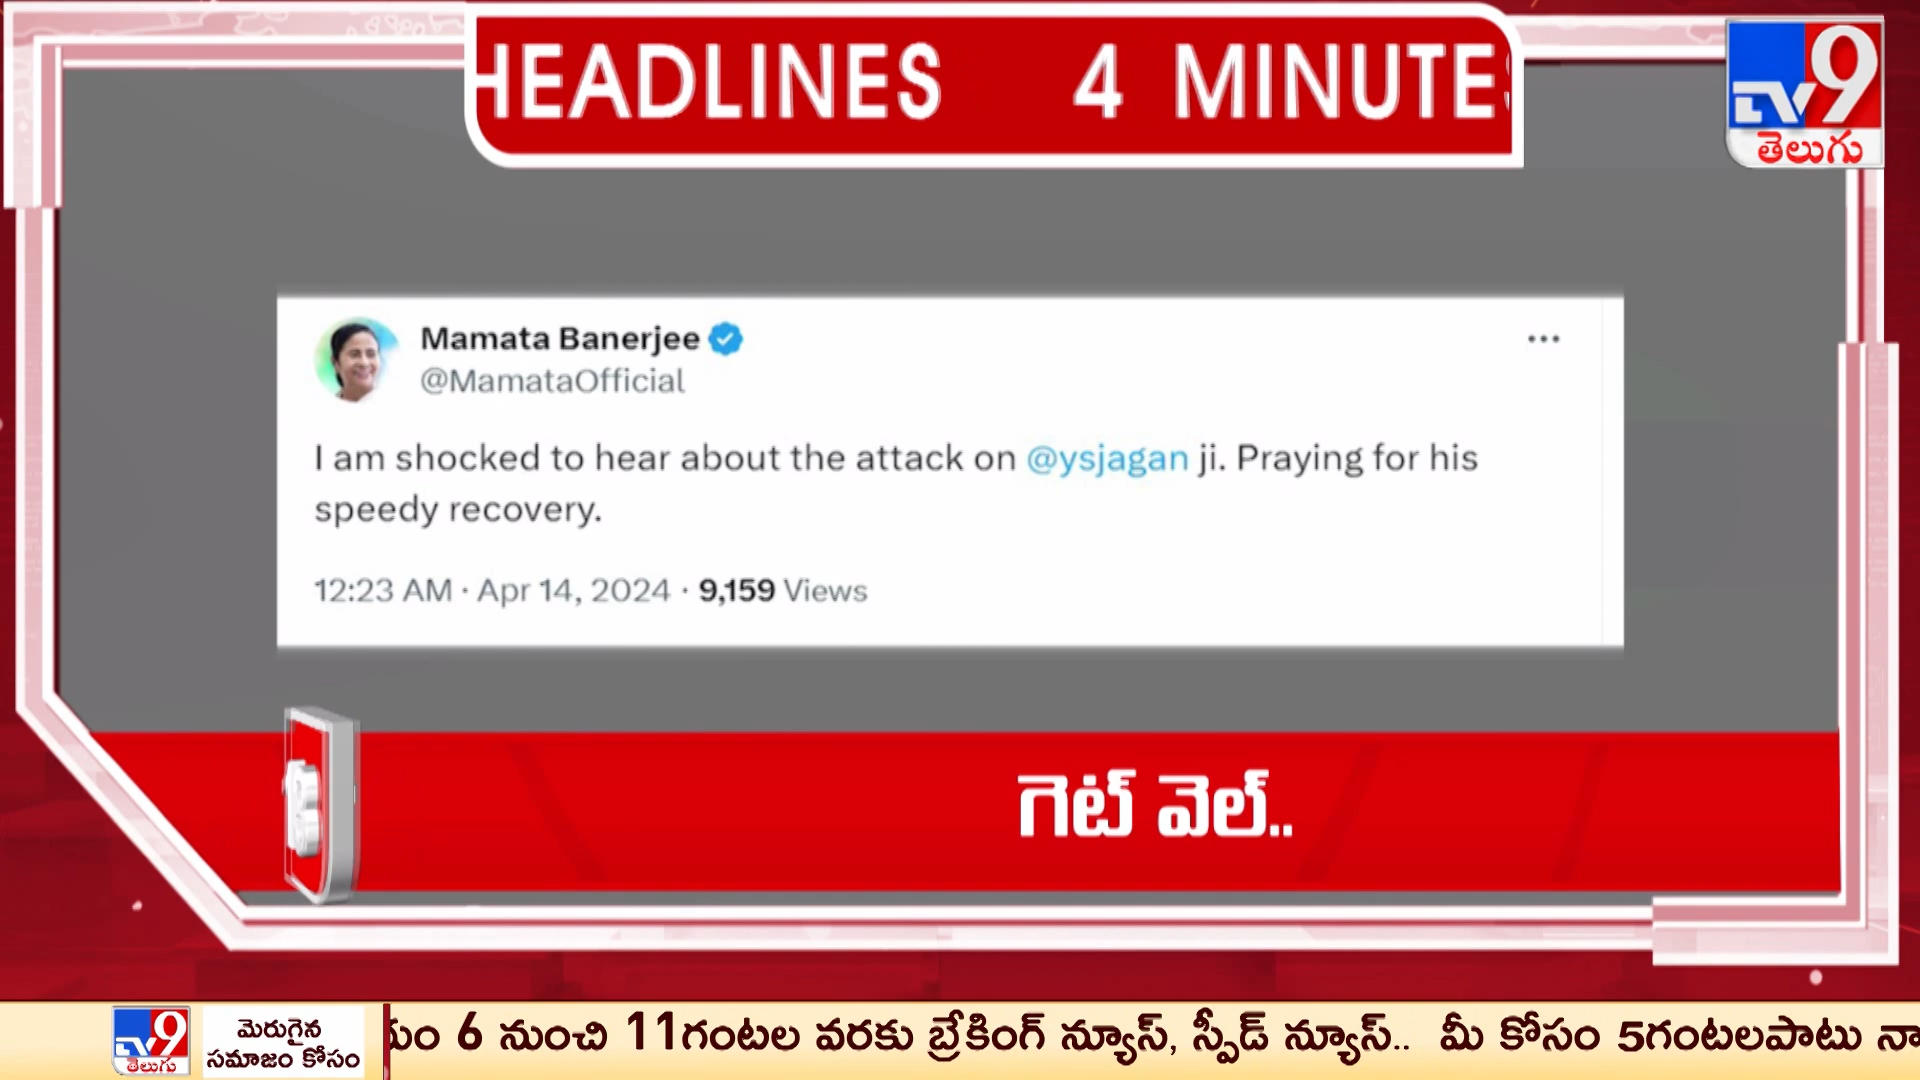 HEADLINES 4 MINUTES
TV9
తెలుగు
Mamata Banerjee
@MamataOfficial
I am shocked to hear about the attack on @ysjagan ji. Praying for his
speedy recovery.
12:23 AM · Apr 14, 2024 · 9,159 Views
గెట్ వెల్..
TV9
తెలుగు
మెరుగైన
సమాజం కోసం
6 నుంచి 11గంటల వరకు బ్రేకింగ్ న్యూస్, స్పీడ్ న్యూస్.. మీ కోసం 5గంటలపాటు